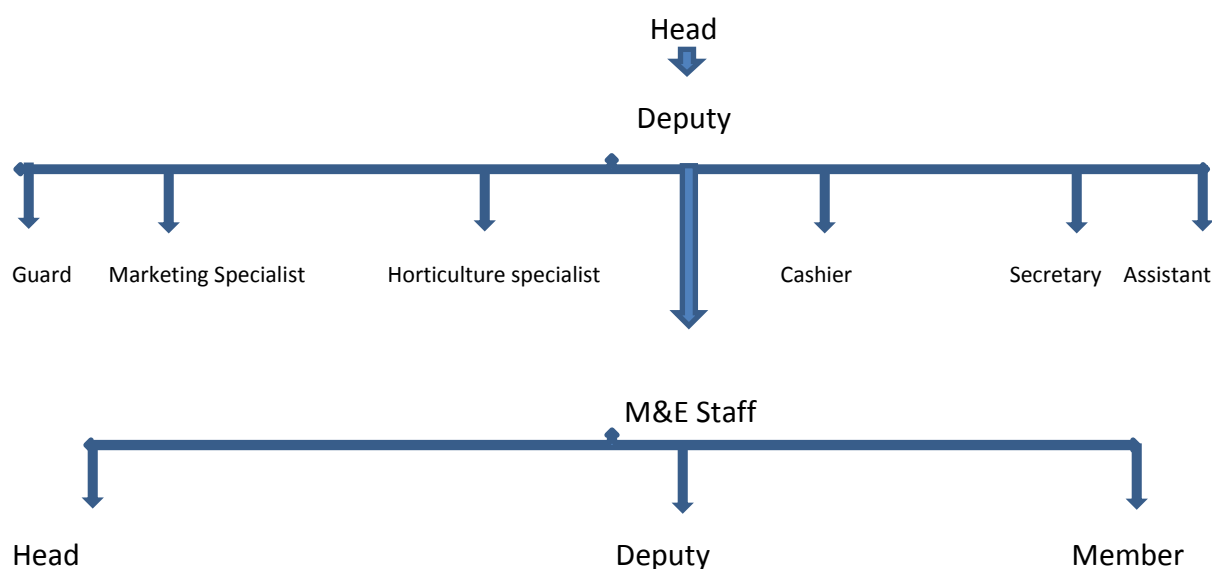 Head
Deputy
Guard Marketing Specialist Horticulture specialist Cashier Secretary Assistant
M&E Staff
Head Deputy Member